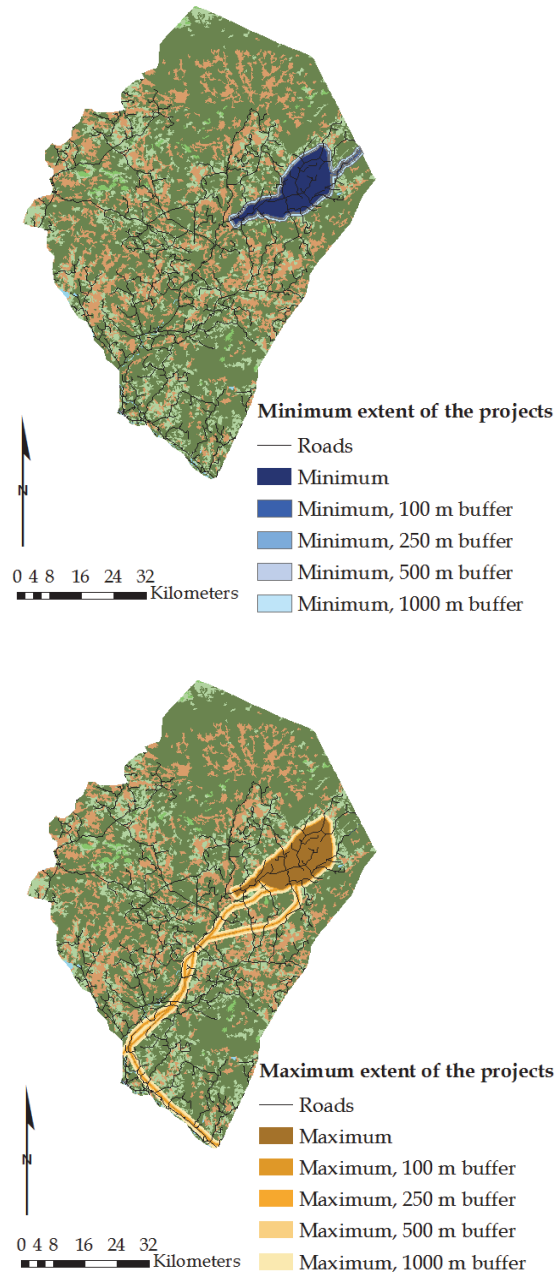 Minimum extent of the projects
Roads
Minimum
Minimum, 100 m buffer
Minimum, 250 m buffer
Minimum, 500 m buffer
Minimum, 1000 m buffer
N
0 4 8 16 24 32
Kilometers
Maximum extent of the projects
Roads
Maximum
Maximum, 100 m buffer
Maximum, 250 m buffer
Maximum, 500 m buffer
Maximum, 1000 m buffer
N
0 4 8 16 24 32
Kilometers